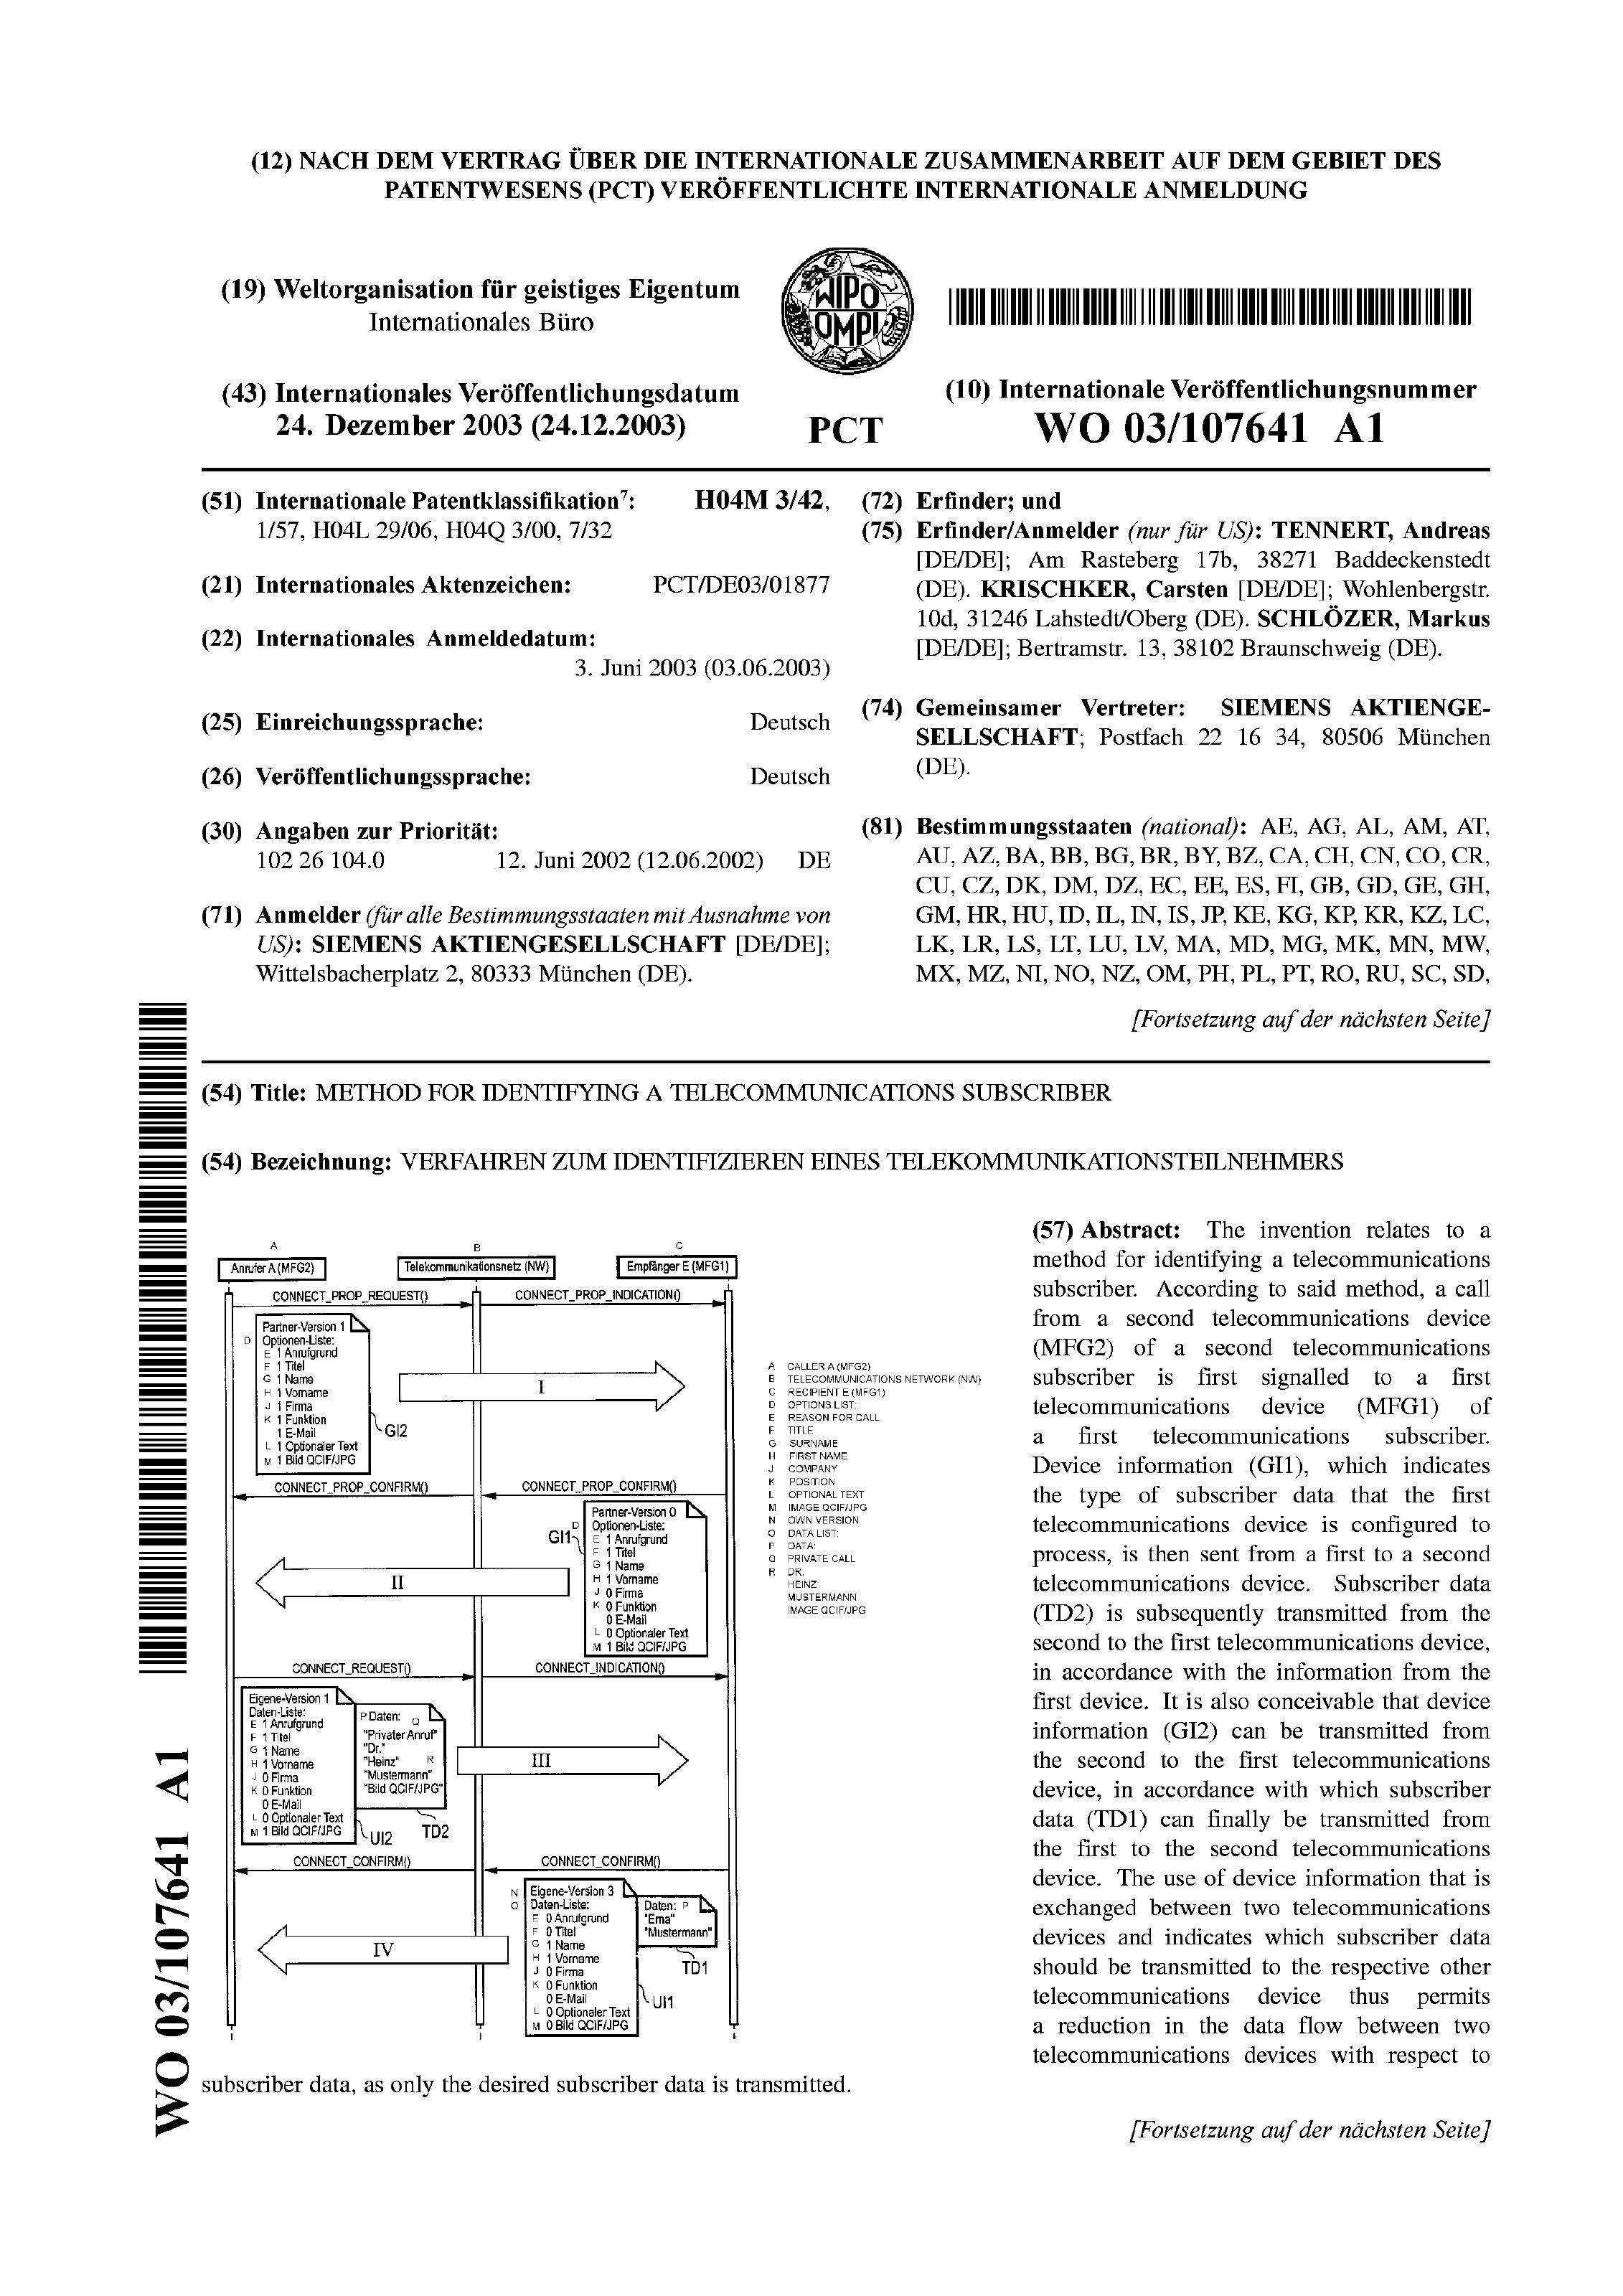 (12) NACH DEM VERTRAG ÜBER DIE INTERNATIONALE ZUSAMMENARBEIT AUF DEM GEBIET DES
PATENTWESENS (PCT) VERÖFFENTLICHTE INTERNATIONALE ANMELDUNG
(19) Weltorganisation für geistiges Eigentum
Internationales Büro
WIPO
OMPI
(43) Internationales Veröffentlichungsdatum
24. Dezember 2003 (24.12.2003)
PCT
(10) Internationale Veröffentlichungsnummer
WO 03/107641 A1
(51) Internationale Patentklassifikation⁷: H04M 3/42,
1/57, H04L 29/06, H04Q 3/00, 7/32
(21) Internationales Aktenzeichen: PCT/DE03/01877
(22) Internationales Anmeldedatum:
3. Juni 2003 (03.06.2003)
(25) Einreichungssprache: Deutsch
(26) Veröffentlichungssprache: Deutsch
(30) Angaben zur Priorität:
102 26 104.0 12. Juni 2002 (12.06.2002) DE
(71) Anmelder (für alle Bestimmungsstaaten mit Ausnahme von
US): SIEMENS AKTIENGESELLSCHAFT [DE/DE];
Wittelsbacherplatz 2, 80333 München (DE).
(72) Erfinder; und
(75) Erfinder/Anmelder (nur für US): TENNERT, Andreas
[DE/DE]; Am Rasteberg 17b, 38271 Baddeckenstedt
(DE). KRISCHKER, Carsten [DE/DE]; Wohlenbergstr.
10d, 31246 Lahstedt/Oberg (DE). SCHLÖZER, Markus
[DE/DE]; Bertramstr. 13, 38102 Braunschweig (DE).
(74) Gemeinsamer Vertreter: SIEMENS AKTIENGE-
SELLSCHAFT; Postfach 22 16 34, 80506 München
(DE).
(81) Bestimmungsstaaten (national): AE, AG, AL, AM, AT,
AU, AZ, BA, BB, BG, BR, BY, BZ, CA, CH, CN, CO, CR,
CU, CZ, DK, DM, DZ, EC, EE, ES, FI, GB, GD, GE, GH,
GM, HR, HU, ID, IL, IN, IS, JP, KE, KG, KP, KR, KZ, LC,
LK, LR, LS, LT, LU, LV, MA, MD, MG, MK, MN, MW,
MX, MZ, NI, NO, NZ, OM, PH, PL, PT, RO, RU, SC, SD,
[Fortsetzung auf der nächsten Seite]
(54) Title: METHOD FOR IDENTIFYING A TELECOMMUNICATIONS SUBSCRIBER
(54) Bezeichnung: VERFAHREN ZUM IDENTIFIZIEREN EINES TELEKOMMUNIKATIONSTEILNEHMERS
A B C
Anrufer A (MFG2) Telekommunikationsnetz (NW) Empfänger E (MFG1)
CONNECT_PROP_REQUEST() CONNECT_PROP_INDICATION()
Partner-Version 1
D Optionen-Liste:
E 1 Anrufgrund
F 1 Titel
G 1 Name
H 1 Vorname
J 1 Firma
K 1 Funktion
1 E-Mail
L 1 Optionaler Text
M 1 Bild QCIF/JPG
GI2
I
CONNECT_PROP_CONFIRM() CONNECT_PROP_CONFIRM()
Partner-Version 0
D Optionen-Liste:
E 1 Anrufgrund
F 1 Titel
G 1 Name
H 1 Vorname
J 0 Firma
K 0 Funktion
0 E-Mail
L 0 Optionaler Text
M 1 Bild QCIF/JPG
GI1
II
CONNECT_REQUEST() CONNECT_INDICATION()
Eigene-Version 1
Daten-Liste:
E 1 Anrufgrund
F 1 Titel
G 1 Name
H 1 Vorname
J 0 Firma
K 0 Funktion
0 E-Mail
L 0 Optionaler Text
M 1 Bild QCIF/JPG
UI2
P Daten: Q
"Privater Anruf"
"Dr."
"Heinz" R
"Mustermann"
"Bild QCIF/JPG"
TD2
III
CONNECT_CONFIRM() CONNECT_CONFIRM()
N Eigene-Version 3
O Daten-Liste:
E 0 Anrufgrund
F 0 Titel
G 1 Name
H 1 Vorname
J 0 Firma
K 0 Funktion
0 E-Mail
L 0 Optionaler Text
M 0 Bild QCIF/JPG
UI1
Daten: P
"Erna"
"Mustermann"
TD1
IV
A CALLER A (MFG2)
B TELECOMMUNICATIONS NETWORK (NW)
C RECIPIENT E (MFG1)
D OPTIONS LIST:
E REASON FOR CALL
F TITLE
G SURNAME
H FIRST NAME
J COMPANY
K POSITION
L OPTIONAL TEXT
M IMAGE QCIF/JPG
N OWN VERSION
O DATA LIST:
P DATA:
Q PRIVATE CALL
R DR.
HEINZ
MUSTERMANN
IMAGE QCIF/JPG
(57) Abstract: The invention relates to a
method for identifying a telecommunications
subscriber. According to said method, a call
from a second telecommunications device
(MFG2) of a second telecommunications
subscriber is first signalled to a first
telecommunications device (MFG1) of
a first telecommunications subscriber.
Device information (GI1), which indicates
the type of subscriber data that the first
telecommunications device is configured to
process, is then sent from a first to a second
telecommunications device. Subscriber data
(TD2) is subsequently transmitted from the
second to the first telecommunications device,
in accordance with the information from the
first device. It is also conceivable that device
information (GI2) can be transmitted from
the second to the first telecommunications
device, in accordance with which subscriber
data (TD1) can finally be transmitted from
the first to the second telecommunications
device. The use of device information that is
exchanged between two telecommunications
devices and indicates which subscriber data
should be transmitted to the respective other
telecommunications device thus permits
a reduction in the data flow between two
telecommunications devices with respect to
subscriber data, as only the desired subscriber data is transmitted.
[Fortsetzung auf der nächsten Seite]
WO 03/107641 A1